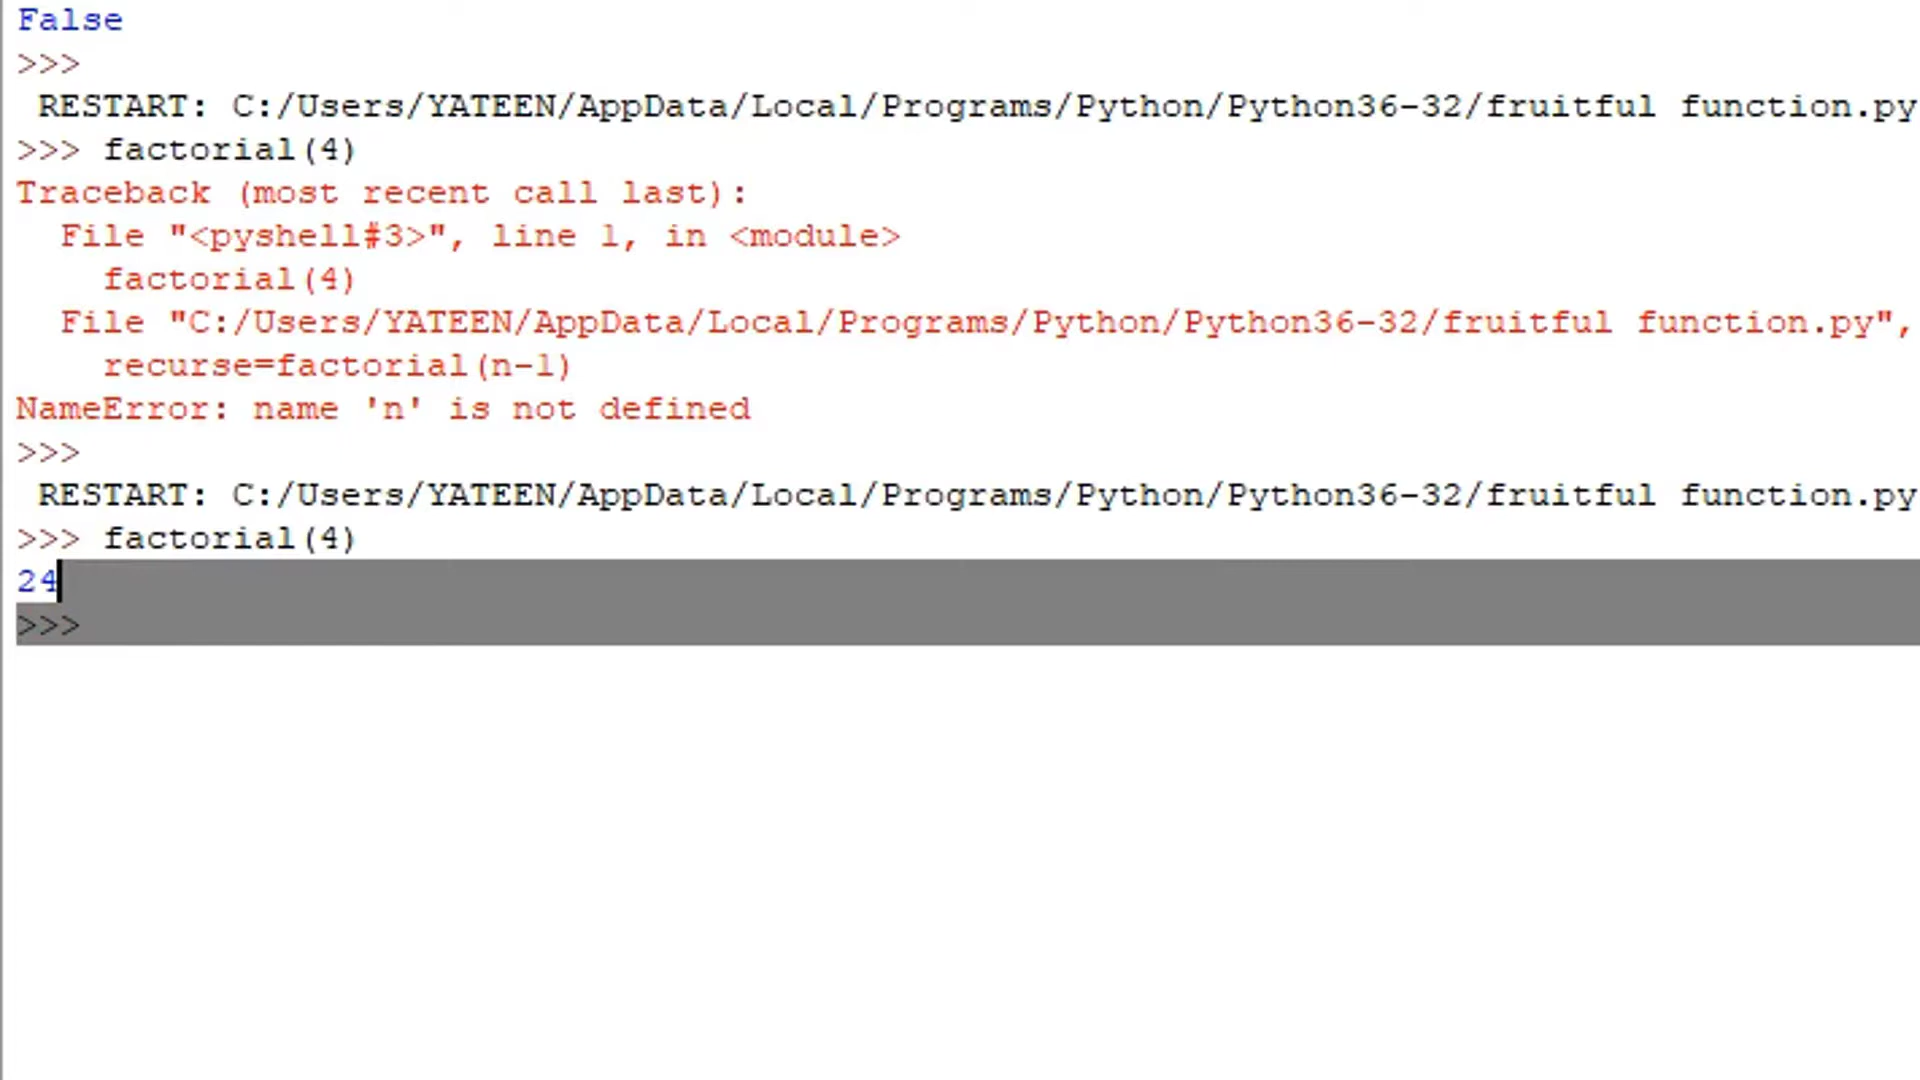 False
>>>
RESTART: C:/Users/YATEEN/AppData/Local/Programs/Python/Python36-32/fruitful function.py
>>> factorial(4)
Traceback (most recent call last):
File "<pyshell#3>", line 1, in <module>
factorial(4)
File "C:/Users/YATEEN/AppData/Local/Programs/Python/Python36-32/fruitful function.py",
recurse=factorial(n-1)
NameError: name 'n' is not defined
>>>
RESTART: C:/Users/YATEEN/AppData/Local/Programs/Python/Python36-32/fruitful function.py
>>> factorial(4)
24
>>>